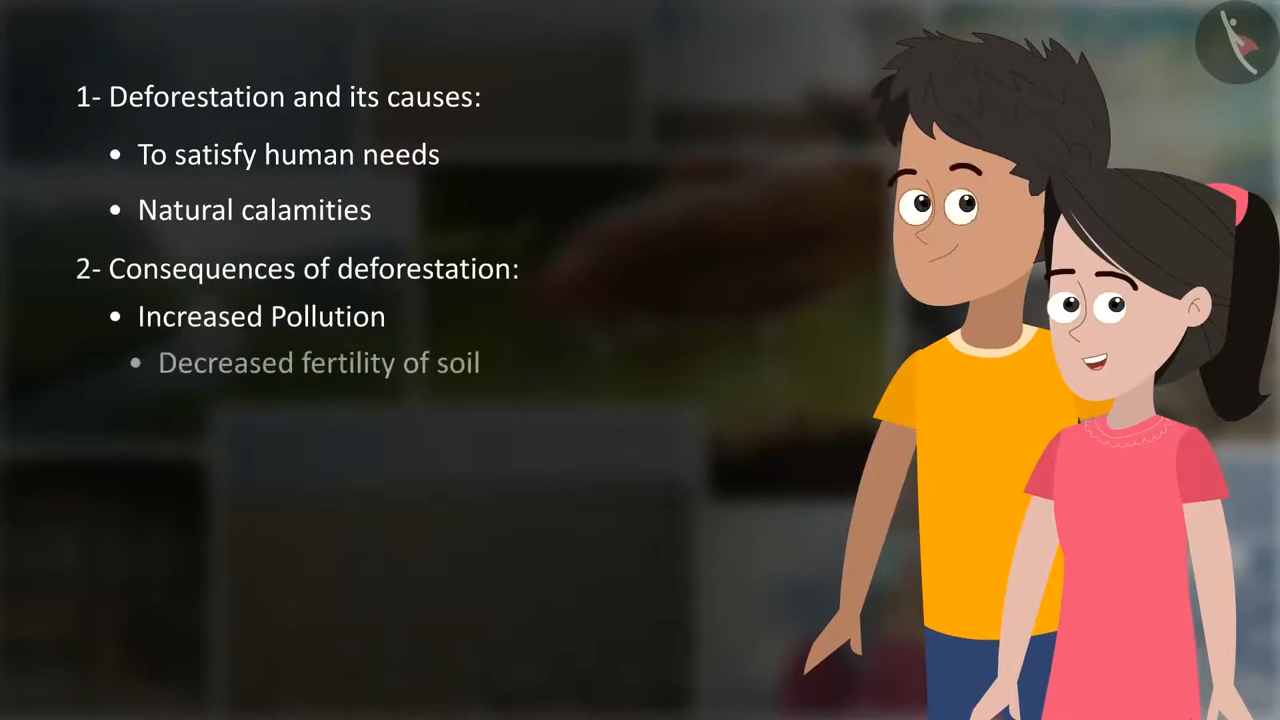 1- Deforestation and its causes:
• To satisfy human needs
• Natural calamities
2- Consequences of deforestation:
• Increased Pollution
• Decreased fertility of soil